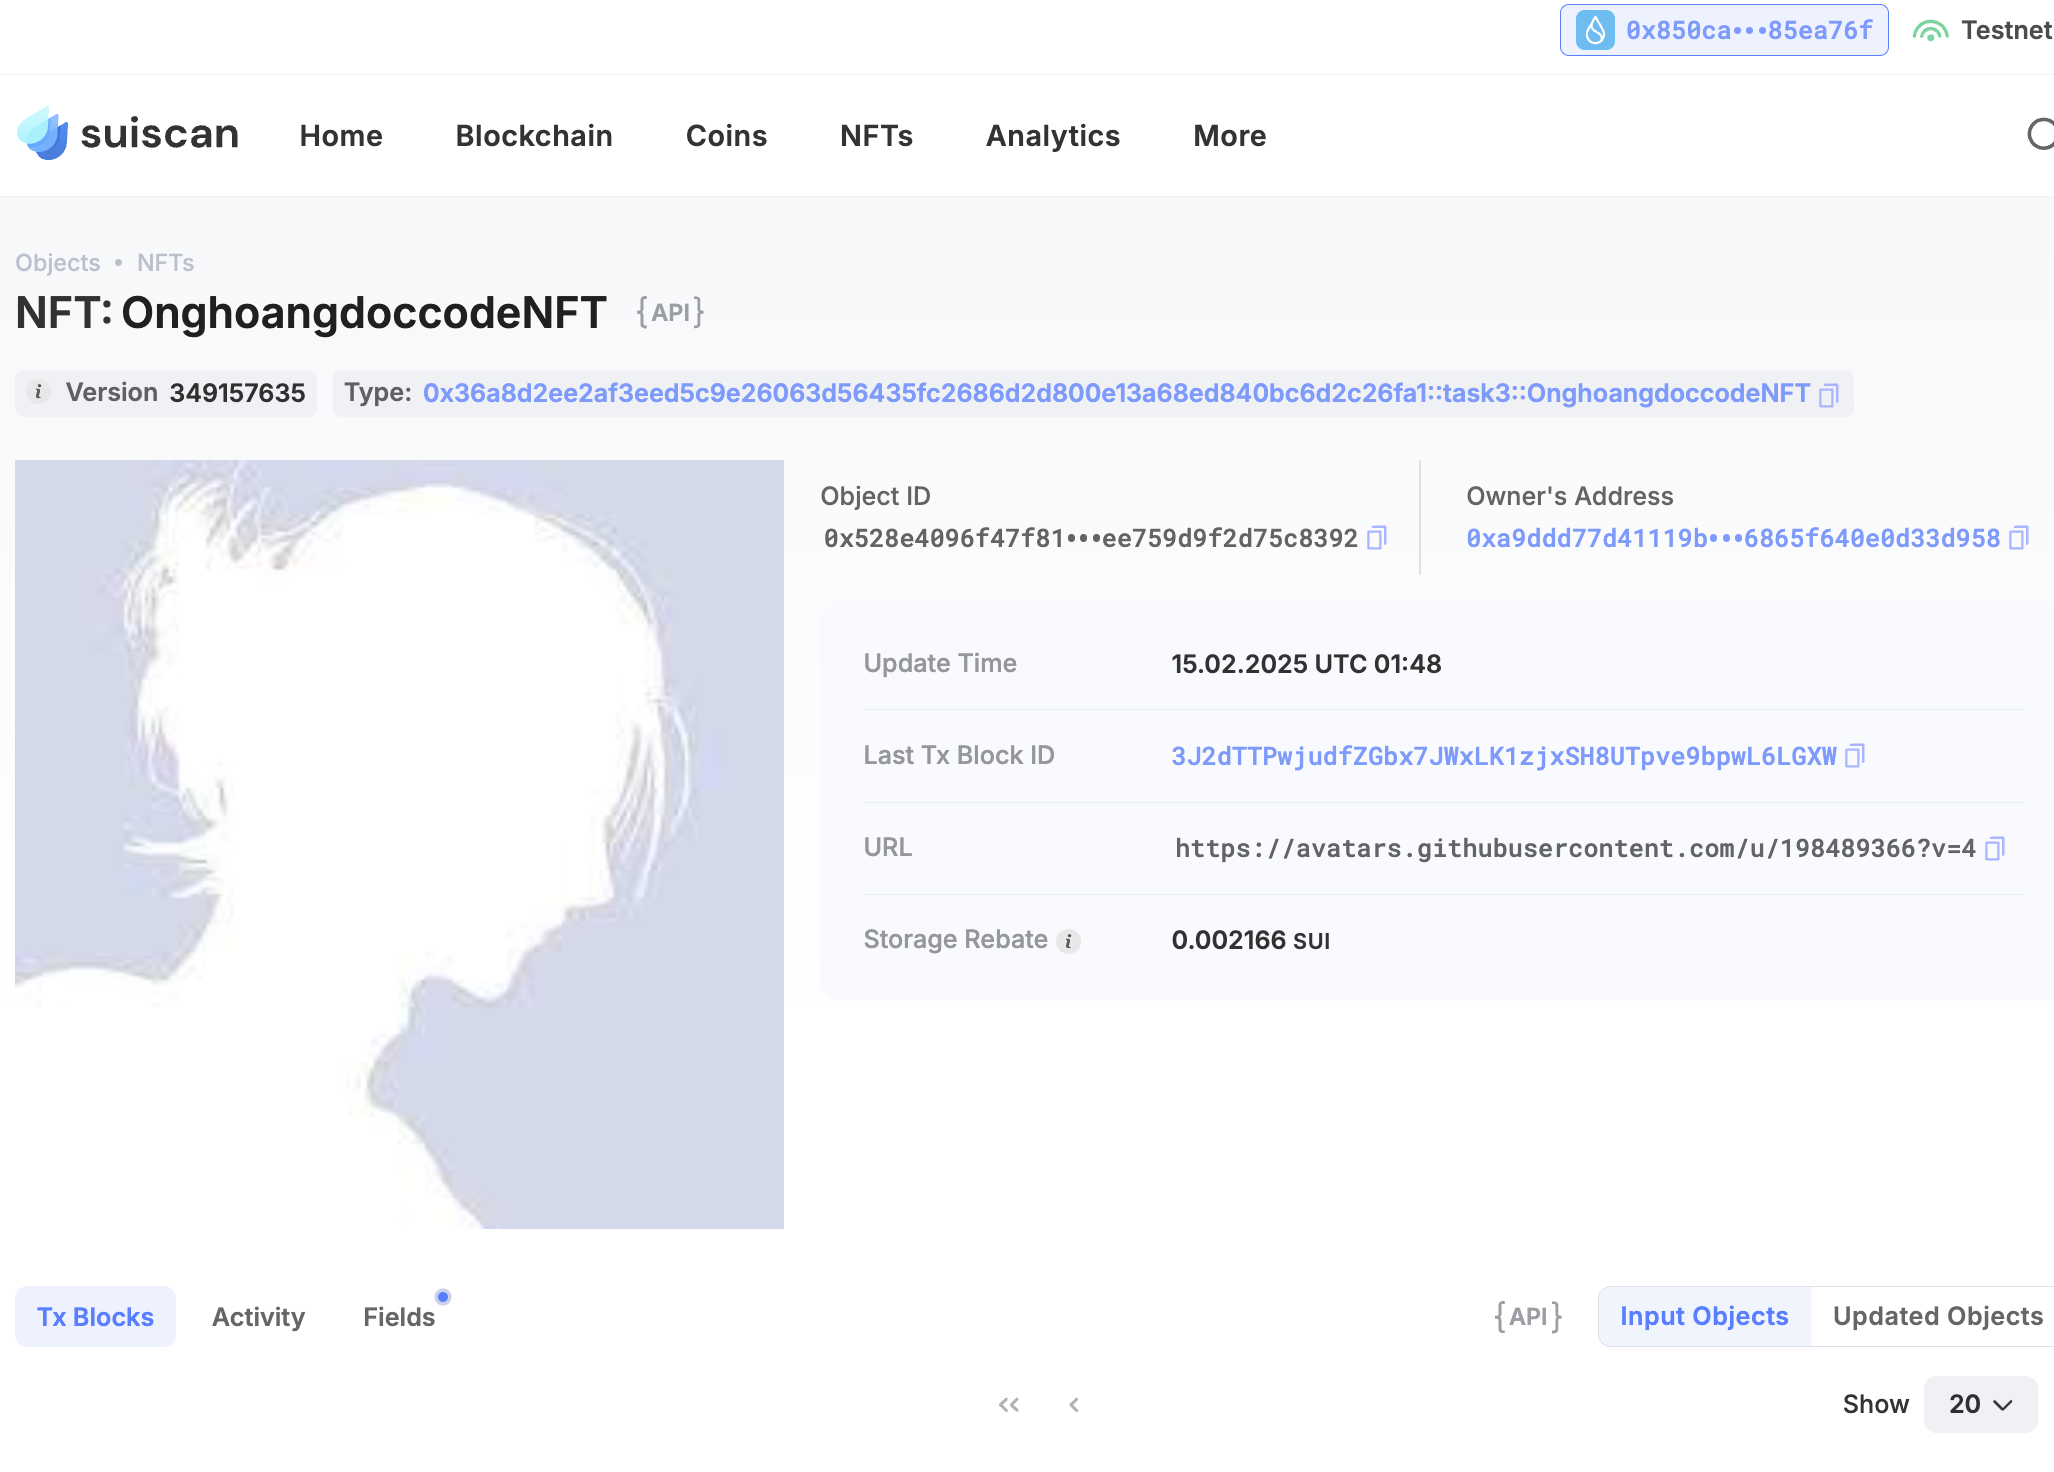 0x850ca•••85ea76f Testnet
suiscan Home Blockchain Coins NFTs Analytics More
Objects • NFTs
NFT: OnghoangdoccodeNFT {API}
i Version 349157635 Type: 0x36a8d2ee2af3eed5c9e26063d56435fc2686d2d800e13a68ed840bc6d2c26fa1::task3::OnghoangdoccodeNFT
Object ID
0x528e4096f47f81•••ee759d9f2d75c8392
Owner's Address
0xa9ddd77d41119b•••6865f640e0d33d958
Update Time 15.02.2025 UTC 01:48
Last Tx Block ID 3J2dTTPwjudfZGbx7JWxLK1zjxSH8UTpve9bpwL6LGXW
URL https://avatars.githubusercontent.com/u/198489366?v=4
Storage Rebate i 0.002166 SUI
Tx Blocks Activity Fields {API} Input Objects Updated Objects
Show 20